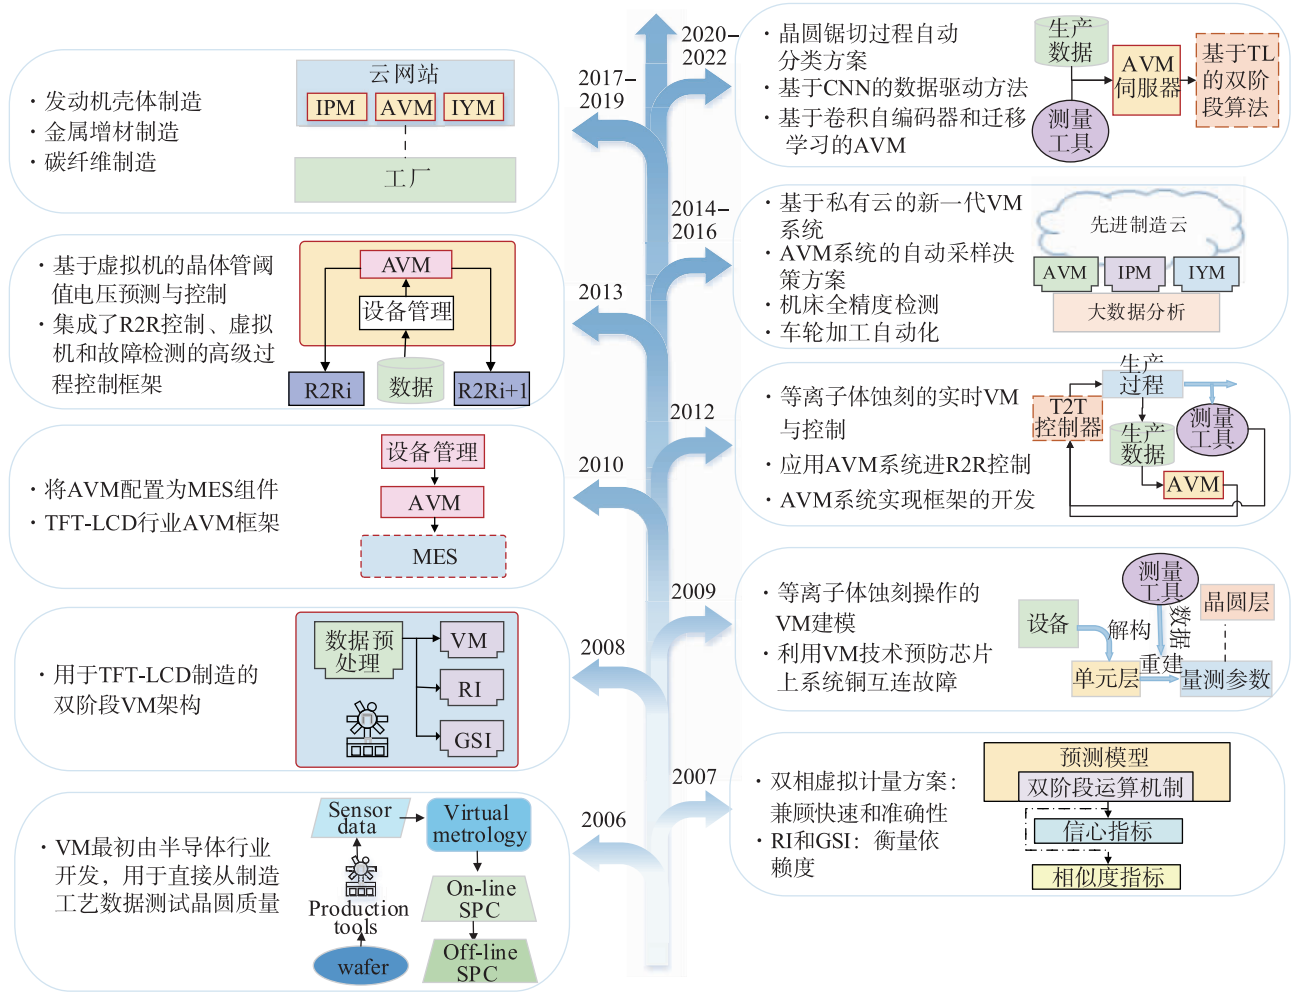 2020–
2022
· 晶圆锯切过程自动
分类方案
· 基于CNN的数据驱动方法
· 基于卷积自编码器和迁移
学习的AVM
生产
数据
测量
工具
AVM
伺服器
基于TL
的双阶
段算法
2017–
2019
· 发动机壳体制造
· 金属增材制造
· 碳纤维制造
云网站
IPM
AVM
IYM
工厂
2014–
2016
· 基于私有云的新一代VM
系统
· AVM系统的自动采样决
策方案
· 机床全精度检测
· 车轮加工自动化
先进制造云
AVM
IPM
IYM
大数据分析
2013
· 基于虚拟机的晶体管阈
值电压预测与控制
· 集成了R2R控制、虚拟
机和故障检测的高级过
程控制框架
AVM
设备管理
R2Ri
数据
R2Ri+1
2012
· 等离子体蚀刻的实时VM
与控制
· 应用AVM系统进R2R控制
· AVM系统实现框架的开发
生产
过程
T2T
控制器
测量
工具
生产
数据
AVM
2010
· 将AVM配置为MES组件
· TFT-LCD行业AVM框架
设备管理
AVM
MES
2009
· 等离子体蚀刻操作的
VM建模
· 利用VM技术预防芯片
上系统铜互连故障
测量
工具
晶圆层
设备
解构
数据
重建
单元层
量测参数
2008
· 用于TFT-LCD制造的
双阶段VM架构
数据预
处理
VM
RI
GSI
2007
· 双相虚拟计量方案：
兼顾快速和准确性
· RI和GSI：衡量依
赖度
预测模型
双阶段运算机制
信心指标
相似度指标
2006
· VM最初由半导体行业
开发，用于直接从制造
工艺数据测试晶圆质量
Sensor
data
Virtual
metrology
Production
tools
wafer
On-line
SPC
Off-line
SPC